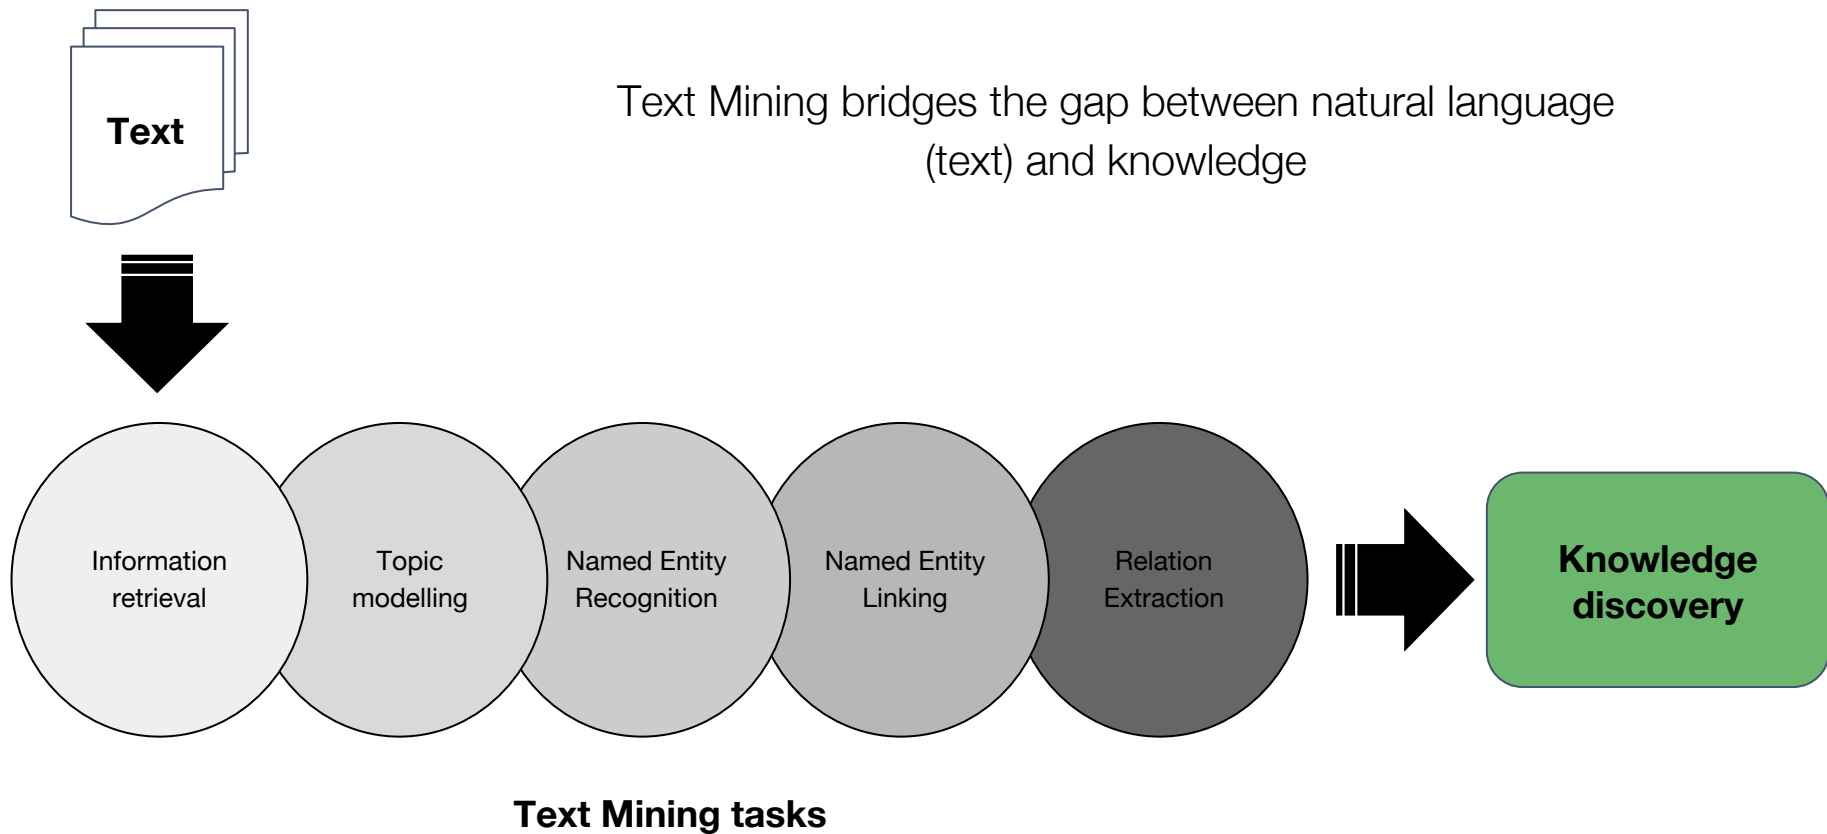 Text
Text Mining bridges the gap between natural language
(text) and knowledge
Information
retrieval
Topic
modelling
Named Entity
Recognition
Named Entity
Linking
Relation
Extraction
Knowledge
discovery
Text Mining tasks